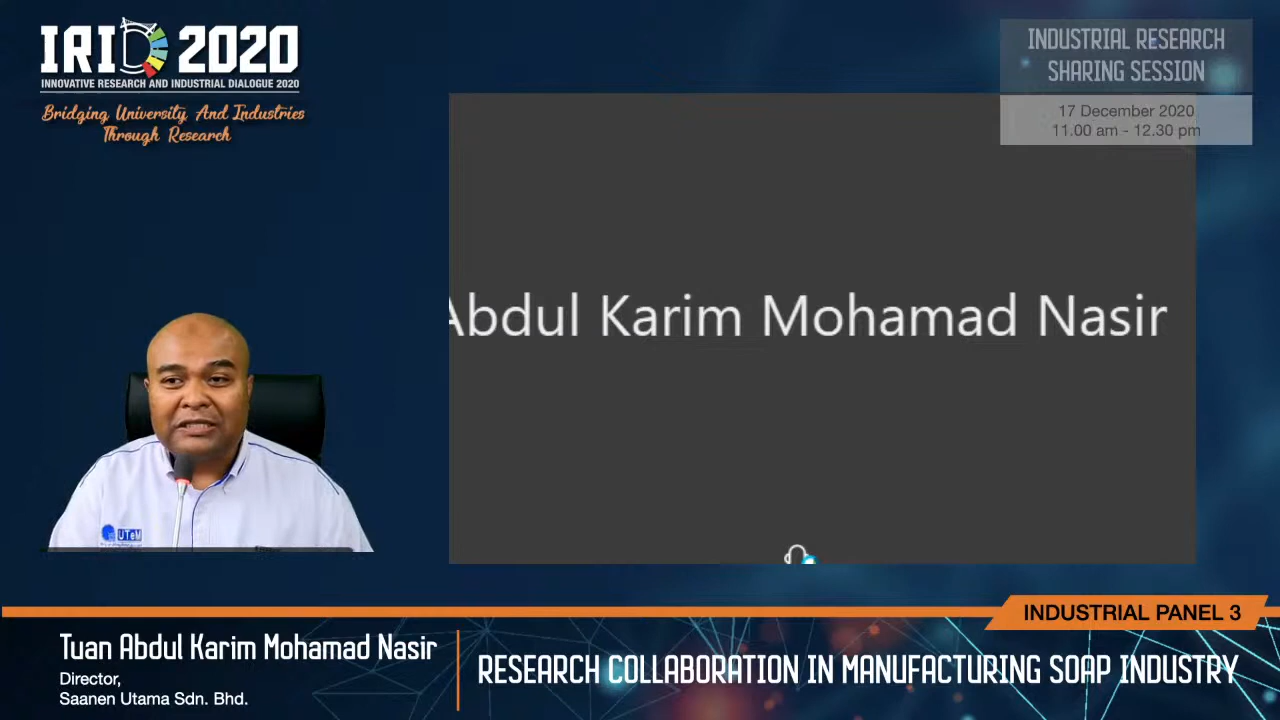 IRID 2020
INNOVATIVE RESEARCH AND INDUSTRIAL DIALOGUE 2020
Bridging University And Industries
Through Research
INDUSTRIAL RESEARCH
SHARING SESSION
17 December 2020
11.00 am - 12.30 pm
Abdul Karim Mohamad Nasir
UTeM
INDUSTRIAL PANEL 3
Tuan Abdul Karim Mohamad Nasir
Director,
Saanen Utama Sdn. Bhd.
RESEARCH COLLABORATION IN MANUFACTURING SOAP INDUSTRY